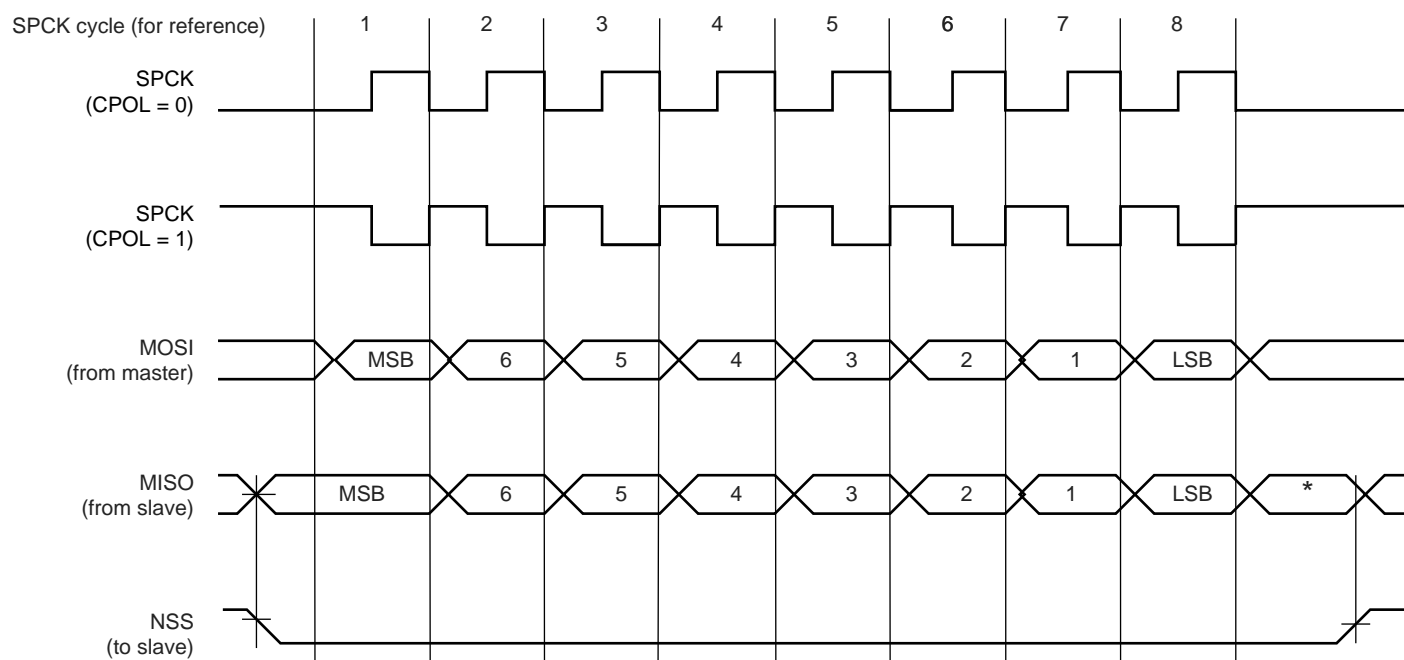 SPCK cycle (for reference) 1 2 3 4 5 6 7 8
SPCK
(CPOL = 0)
SPCK
(CPOL = 1)
MOSI
(from master)
MSB 6 5 4 3 2 1 LSB
MISO
(from slave)
MSB 6 5 4 3 2 1 LSB *
NSS
(to slave)